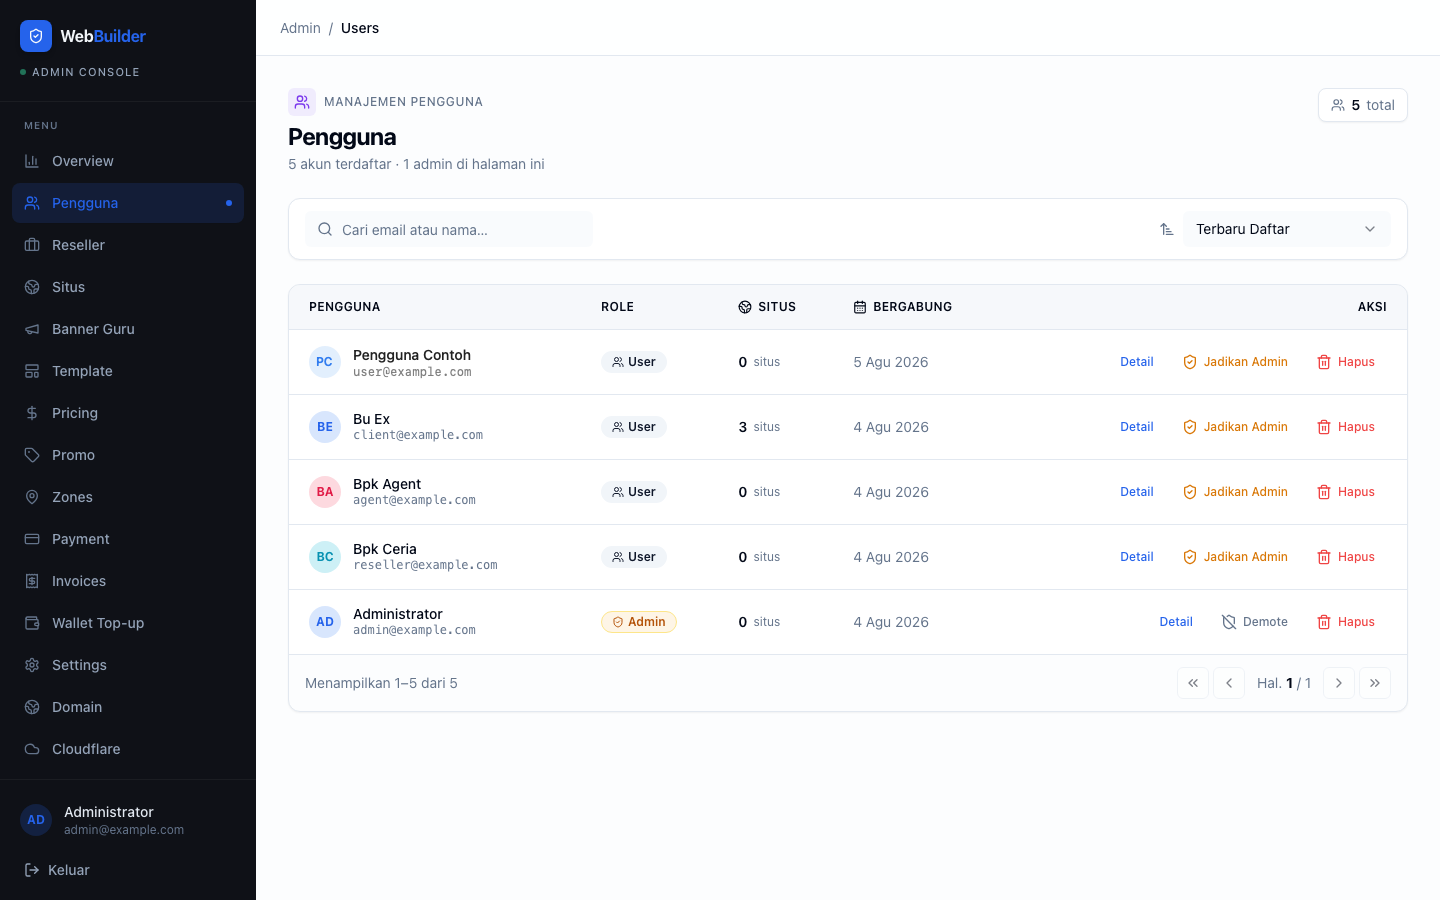 WebBuilder
ADMIN CONSOLE
MENU
Overview
Pengguna
Reseller
Situs
Banner Guru
Template
Pricing
Promo
Zones
Payment
Invoices
Wallet Top-up
Settings
Domain
Cloudflare
AD Administrator
admin@example.com
Keluar
Admin / Users
MANAJEMEN PENGGUNA
Pengguna
5 akun terdaftar · 1 admin di halaman ini
5 total
Cari email atau nama...
Terbaru Daftar
PENGGUNA ROLE SITUS BERGABUNG AKSI
PC Pengguna Contoh
user@example.com
User 0 situs 5 Agu 2026 Detail Jadikan Admin Hapus
BE Bu Ex
client@example.com
User 3 situs 4 Agu 2026 Detail Jadikan Admin Hapus
BA Bpk Agent
agent@example.com
User 0 situs 4 Agu 2026 Detail Jadikan Admin Hapus
BC Bpk Ceria
reseller@example.com
User 0 situs 4 Agu 2026 Detail Jadikan Admin Hapus
AD Administrator
admin@example.com
Admin 0 situs 4 Agu 2026 Detail Demote Hapus
Menampilkan 1–5 dari 5
Hal. 1 / 1